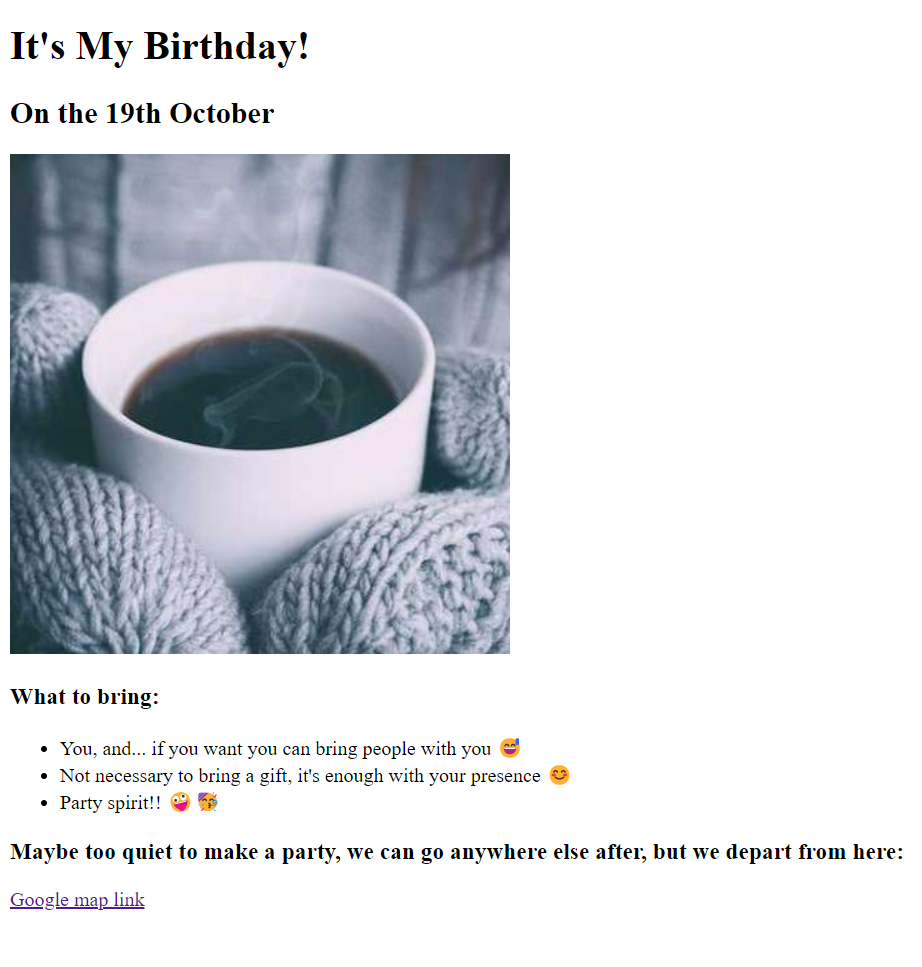 It's My Birthday!
On the 19th October
What to bring:
You, and... if you want you can bring people with you 😅
Not necessary to bring a gift, it's enough with your presence 😊
Party spirit!! 🤪 🥳
Maybe too quiet to make a party, we can go anywhere else after, but we depart from here:
Google map link